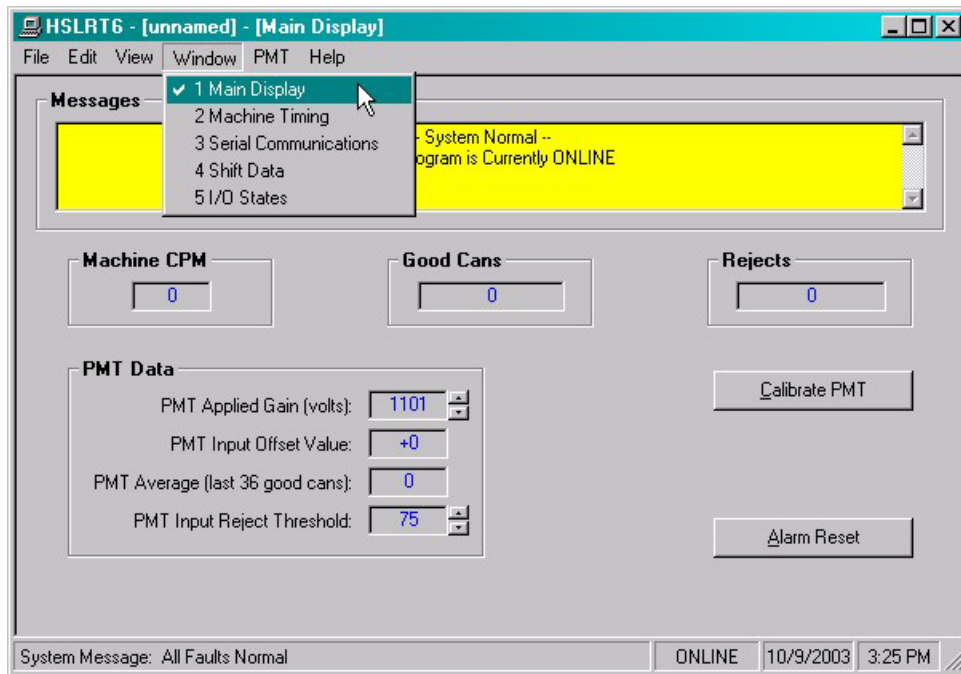 HSLRT6 - [unnamed] - [Main Display]
File Edit View Window PMT Help
1 Main Display
2 Machine Timing
3 Serial Communications
4 Shift Data
5 I/O States
Messages
- System Normal --
ogram is Currently ONLINE
Machine CPM
0
Good Cans
0
Rejects
0
PMT Data
PMT Applied Gain (volts): 1101
PMT Input Offset Value: +0
PMT Average (last 36 good cans): 0
PMT Input Reject Threshold: 75
Calibrate PMT
Alarm Reset
System Message: All Faults Normal ONLINE 10/9/2003 3:25 PM